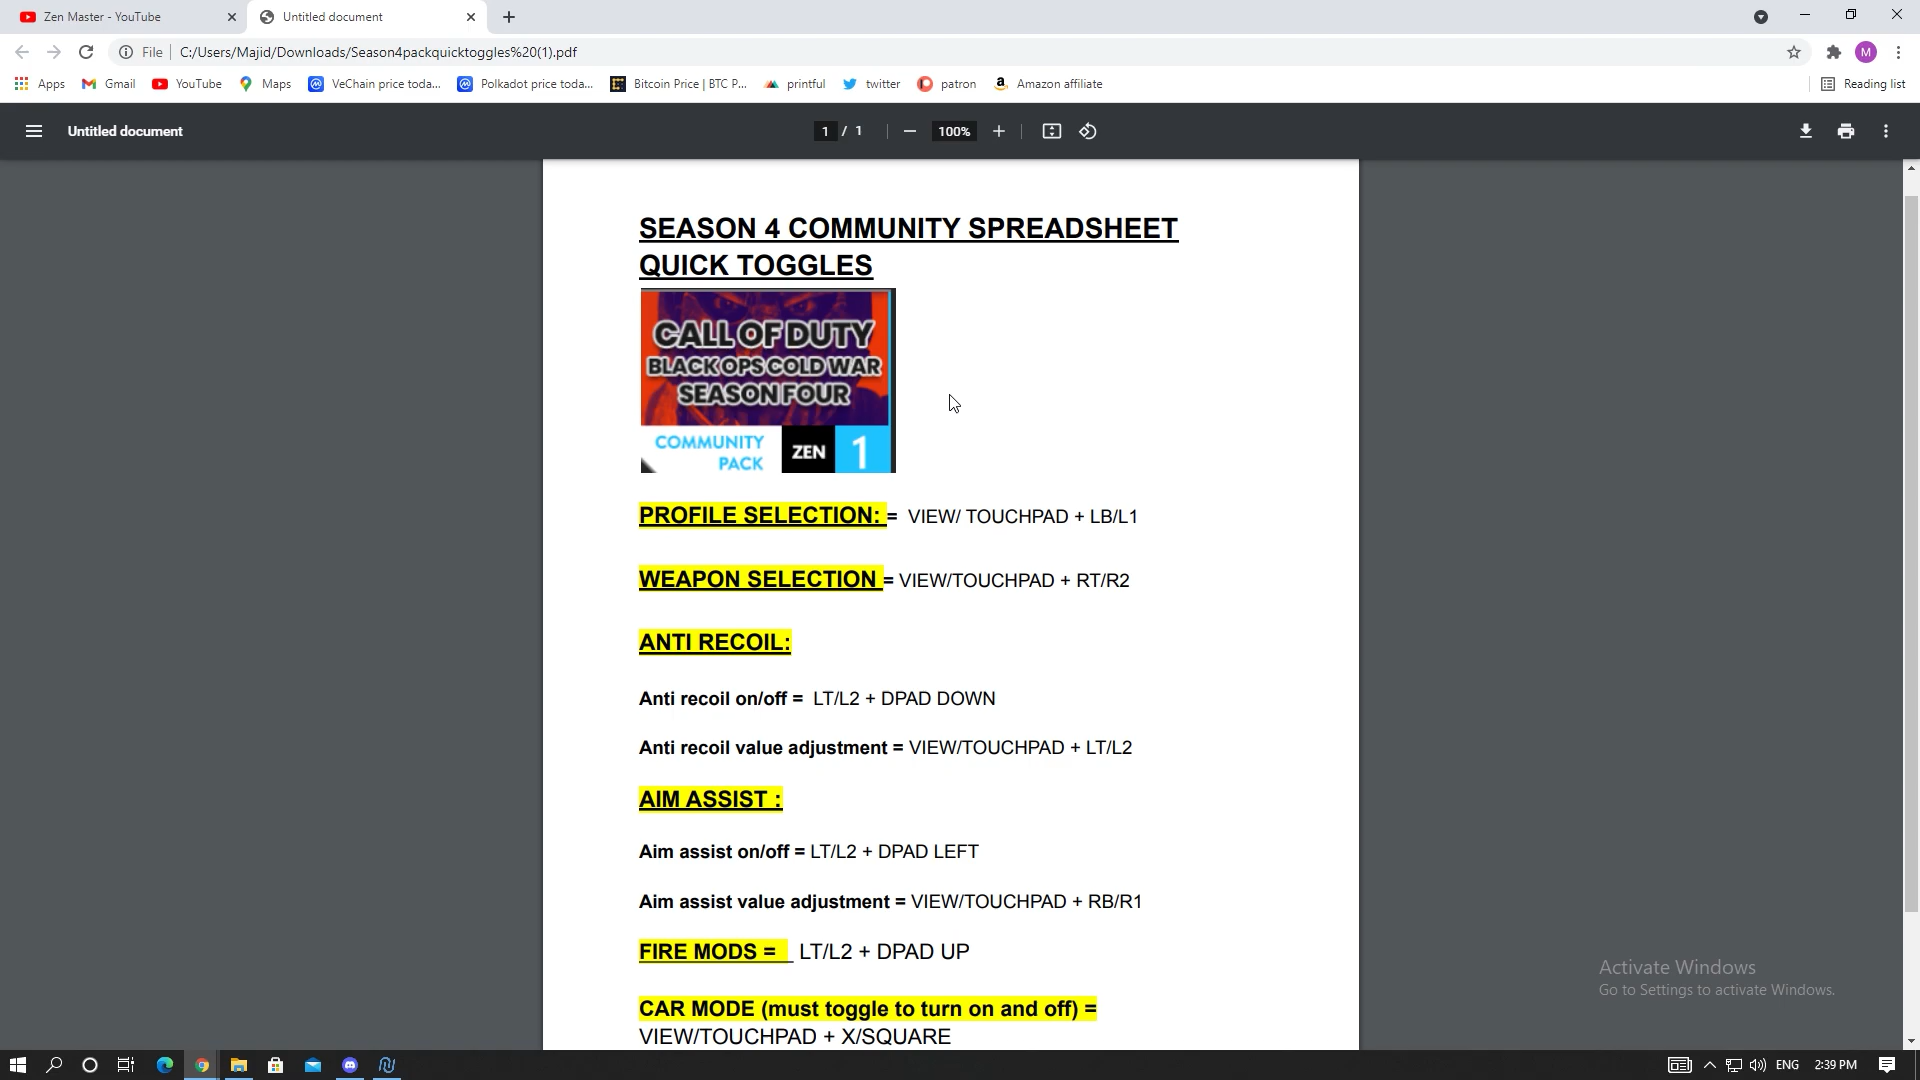 Zen Master - YouTube
Untitled document
File
C:/Users/Majid/Downloads/Season4packquicktoggles%20(1).pdf
M
Apps
Gmail
YouTube
Maps
VeChain price toda...
Polkadot price toda...
Bitcoin Price | BTC P...
printful
twitter
patron
Amazon affiliate
Reading list
Untitled document
1 / 1
100%
SEASON 4 COMMUNITY SPREADSHEET
QUICK TOGGLES
CALL OF DUTY
BLACK OPS COLD WAR
SEASON FOUR
COMMUNITY
PACK
ZEN
1
PROFILE SELECTION: = VIEW/ TOUCHPAD + LB/L1
WEAPON SELECTION = VIEW/TOUCHPAD + RT/R2
ANTI RECOIL:
Anti recoil on/off = LT/L2 + DPAD DOWN
Anti recoil value adjustment = VIEW/TOUCHPAD + LT/L2
AIM ASSIST :
Aim assist on/off = LT/L2 + DPAD LEFT
Aim assist value adjustment = VIEW/TOUCHPAD + RB/R1
FIRE MODS = LT/L2 + DPAD UP
CAR MODE (must toggle to turn on and off) =
VIEW/TOUCHPAD + X/SQUARE
Activate Windows
Go to Settings to activate Windows.
ENG
2:39 PM